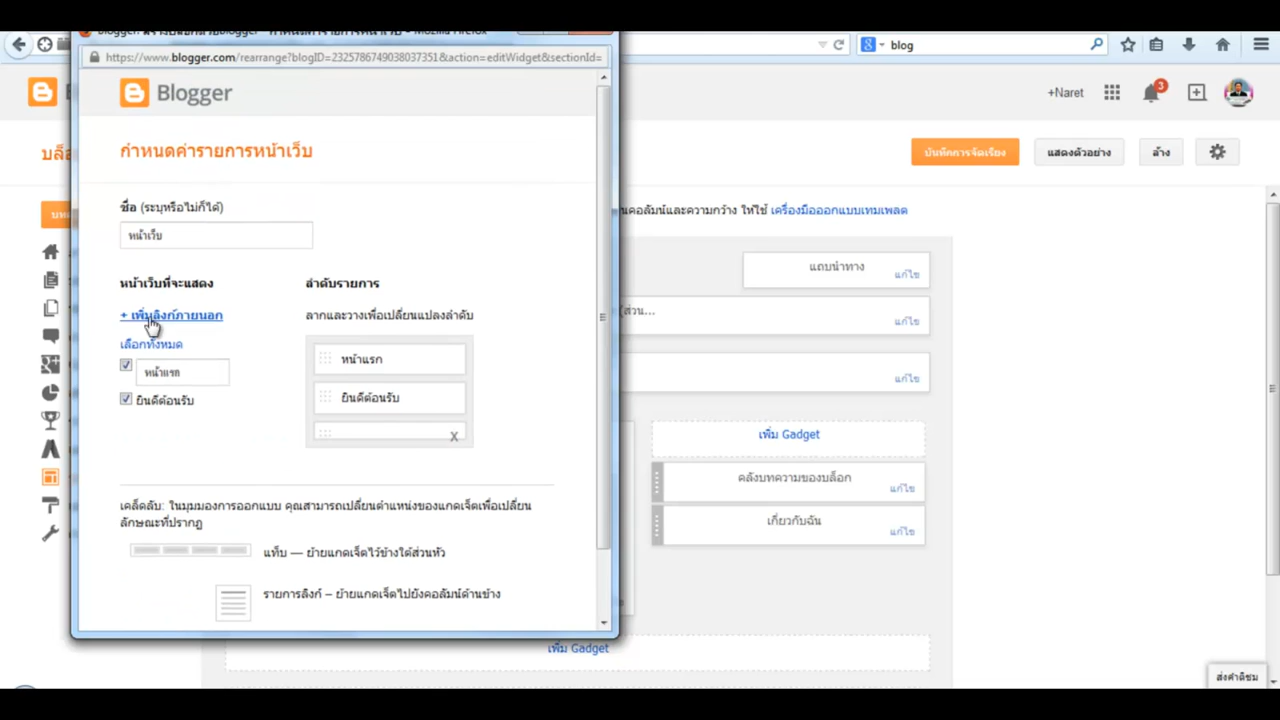 https://www.blogger.com/rearrange?blogID=2325786749038037351&action=editWidget&sectionId=
blog
Blogger
+Naret
3
กำหนดค่ารายการหน้าเว็บ
บันทึกการจัดเรียง
แสดงตัวอย่าง
ล้าง
ชื่อ (ระบุหรือไม่ก็ได้)
ให้ใช้ เครื่องมือออกแบบเทมเพลต
หน้าเว็บ
แถบนำทาง
แก้ไข
หน้าเว็บที่จะแสดง
ลำดับรายการ
+ เพิ่มลิงก์ภายนอก
ลากและวางเพื่อเปลี่ยนแปลงลำดับ
(ส่วน...
แก้ไข
เลือกทั้งหมด
หน้าแรก
หน้าแรก
แก้ไข
ยินดีต้อนรับ
ยินดีต้อนรับ
X
เพิ่ม Gadget
คลังบทความของบล็อก
แก้ไข
เคล็ดลับ: ในมุมมองการออกแบบ คุณสามารถเปลี่ยนตำแหน่งของแกดเจ็ตเพื่อเปลี่ยน
ลักษณะที่ปรากฏ
เกี่ยวกับฉัน
แก้ไข
แท็บ — ย้ายแกดเจ็ตไว้ข้างใต้ส่วนหัว
รายการลิงก์ – ย้ายแกดเจ็ตไปยังคอลัมน์ด้านข้าง
เพิ่ม Gadget
ส่งคำติชม